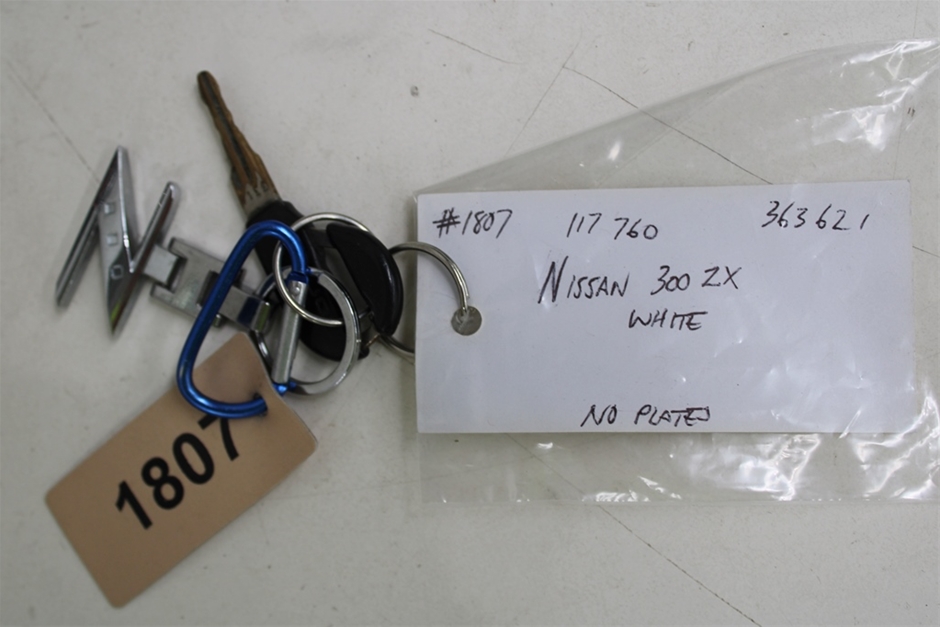 #1807 117 760 363621
NISSAN 300 ZX
WHITE
NO PLATES
1807
Z